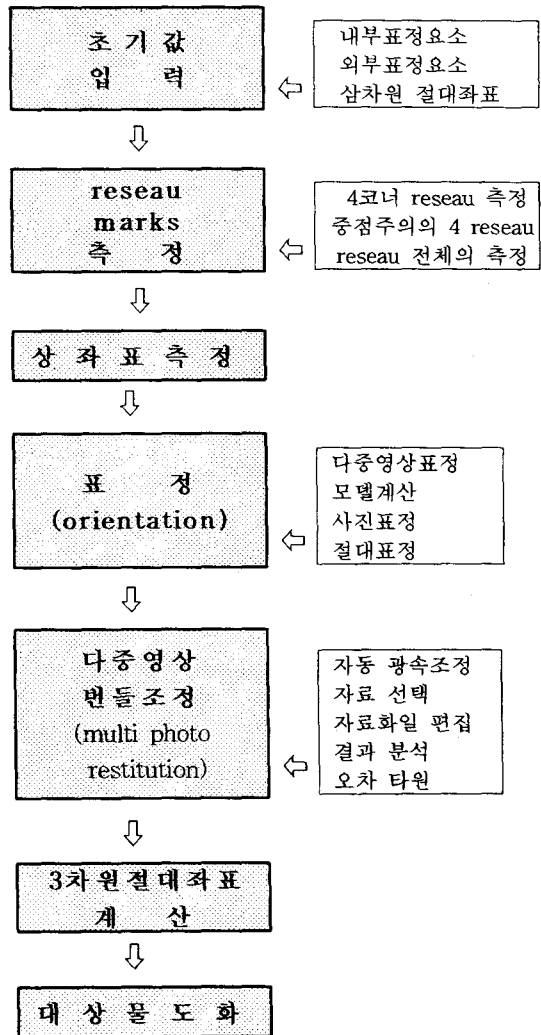 초 기 값
입 력
내부표정요소
외부표정요소
삼차원 절대좌표
reseau
marks
측 정
4코너 reseau 측정
중점주의의 4 reseau
reseau 전체의 측정
상 좌 표 측 정
표 정
(orientation)
다중영상표정
모델계산
사진표정
절대표정
다중영상
번들조정
(multi photo
restitution)
자동 광속조정
자료 선택
자료화일 편집
결과 분석
오차 타원
3차원절대좌표
계 산
대 상 물 도 화